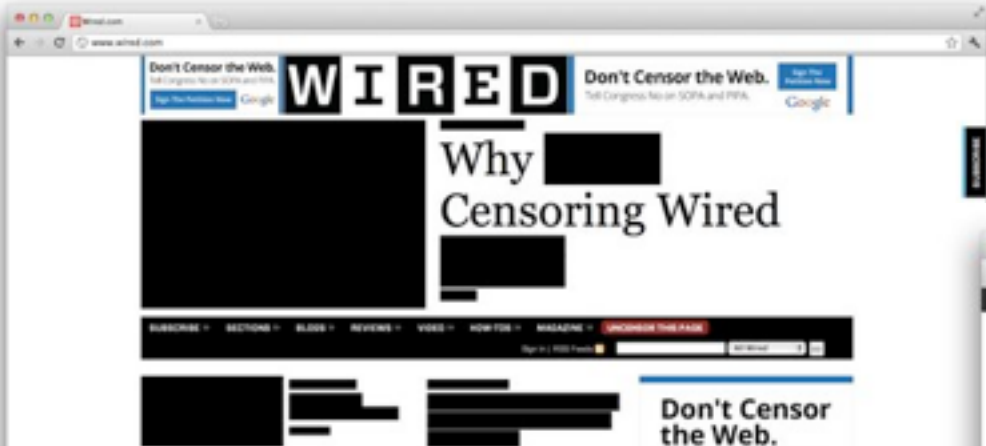 Wired.com
www.wired.com
Don't Censor the Web.
Tell Congress No on SOPA and PIPA.
Sign The Petition Now Google
WIRED
Don't Censor the Web.
Tell Congress No on SOPA and PIPA.
Sign The
Petition Now
Google
Why
Censoring Wired
SUBSCRIBE
SUBSCRIBE SECTIONS BLOGS REVIEWS VIDEO HOW-TOS MAGAZINE UNCENSOR THIS PAGE
Sign In | RSS Feeds All Wired
Don't Censor
the Web.